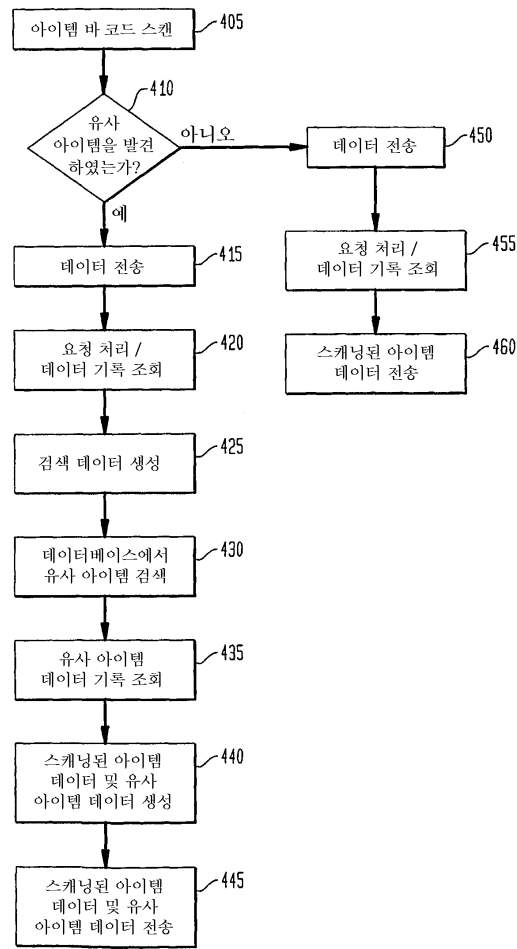 아이템 바 코드 스캔
405
410
유사
아이템을 발견
하였는가?
아니오
예
데이터 전송
450
요청 처리 /
데이터 기록 조회
455
스캐닝된 아이템
데이터 전송
460
데이터 전송
415
요청 처리 /
데이터 기록 조회
420
검색 데이터 생성
425
데이터베이스에서
유사 아이템 검색
430
유사 아이템
데이터 기록 조회
435
스캐닝된 아이템
데이터 및 유사
아이템 데이터 생성
440
스캐닝된 아이템
데이터 및 유사
아이템 데이터 전송
445